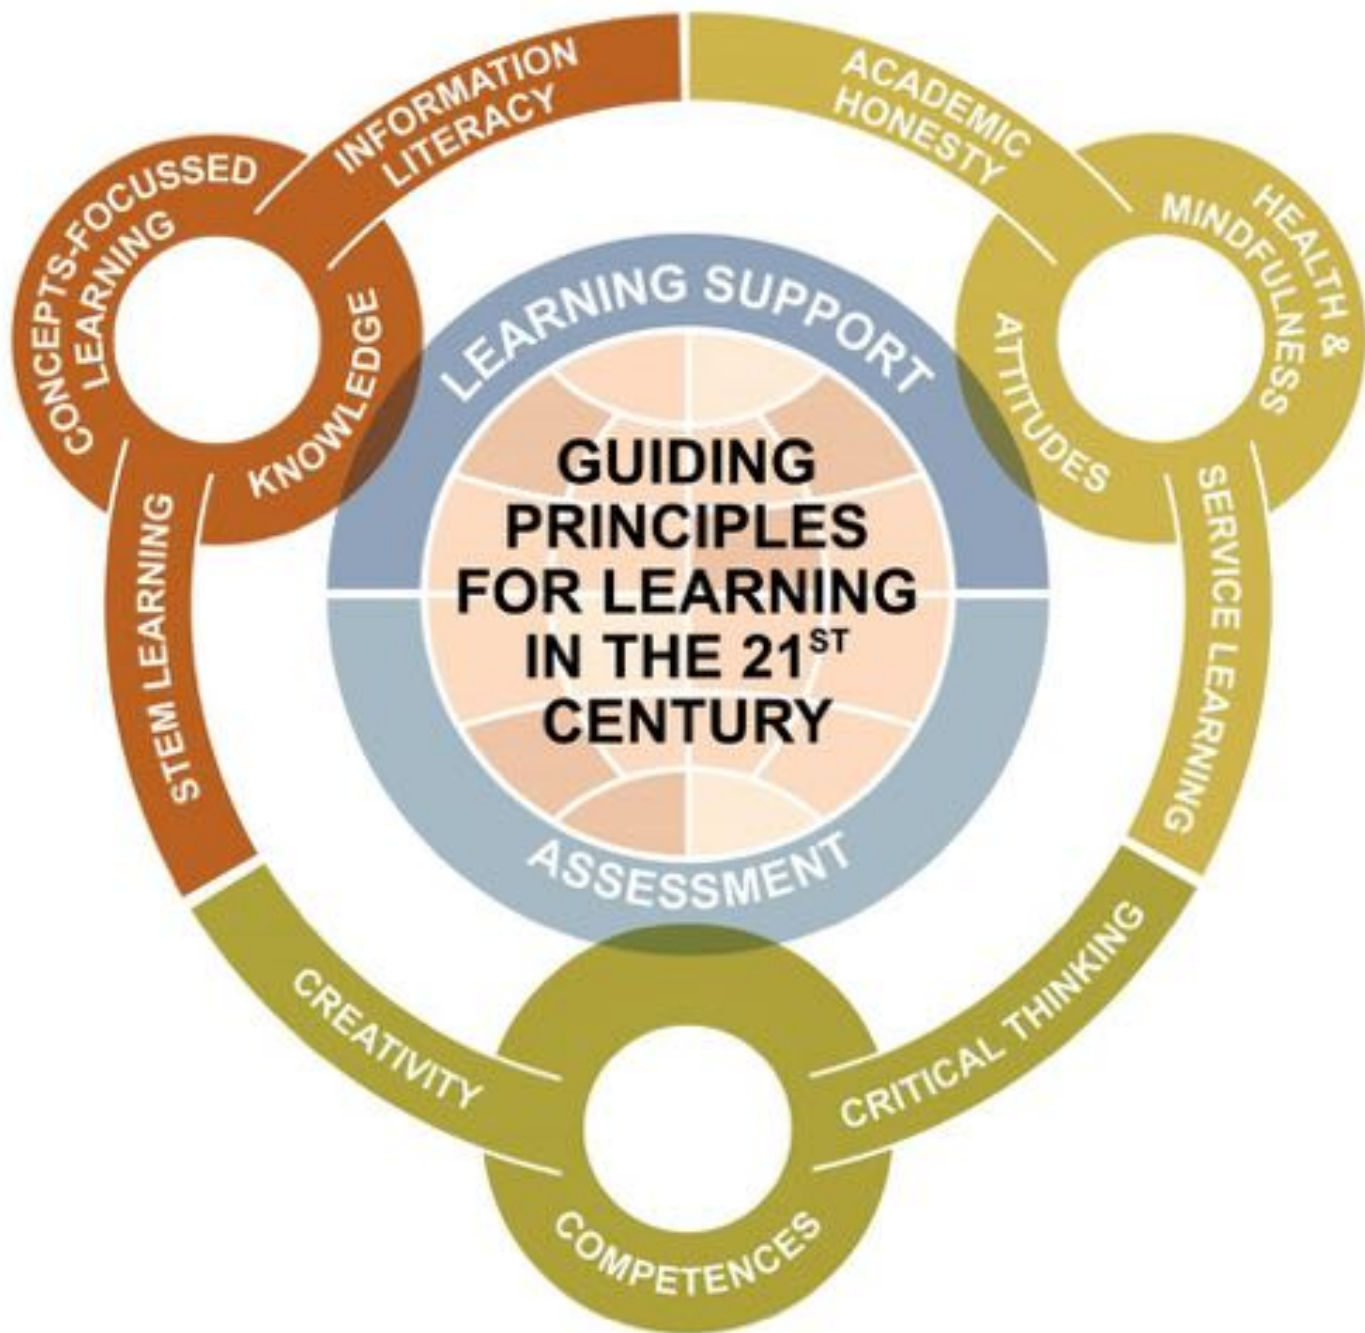 INFORMATION
LITERACY
ACADEMIC
HONESTY
CONCEPTS-FOCUSSED
LEARNING
KNOWLEDGE
HEALTH &
MINDFULNESS
ATTITUDES
LEARNING SUPPORT
GUIDING
PRINCIPLES
FOR LEARNING
IN THE 21ST
CENTURY
ASSESSMENT
STEM LEARNING
SERVICE LEARNING
CREATIVITY
CRITICAL THINKING
COMPETENCES